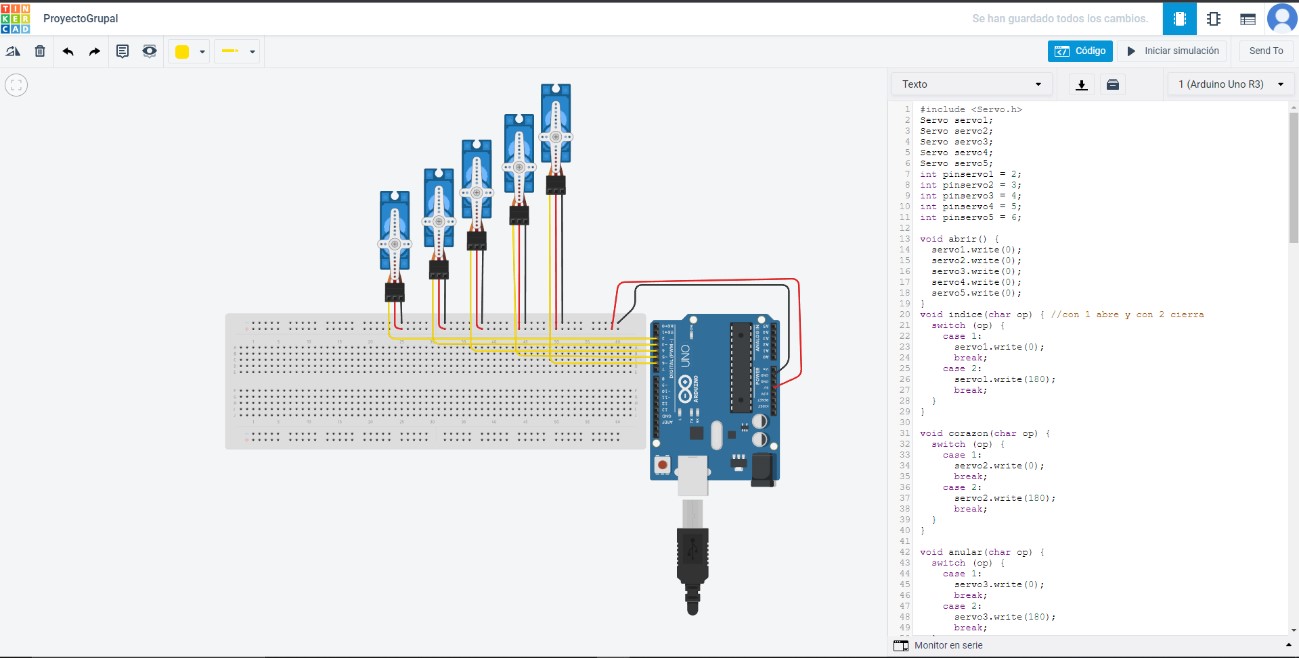 TIN
KER
CAD
ProyectoGrupal
Se han guardado todos los cambios.
Código
Iniciar simulación
Send To
Texto
1 (Arduino Uno R3)
1 #include <Servo.h>
2 Servo servo1;
3 Servo servo2;
4 Servo servo3;
5 Servo servo4;
6 Servo servo5;
7 int pinservo1 = 2;
8 int pinservo2 = 3;
9 int pinservo3 = 4;
10 int pinservo4 = 5;
11 int pinservo5 = 6;
12
13 void abrir() {
14 servo1.write(0);
15 servo2.write(0);
16 servo3.write(0);
17 servo4.write(0);
18 servo5.write(0);
19 }
20 void indice(char op) { //con 1 abre y con 2 cierra
21 switch (op) {
22 case 1:
23 servo1.write(0);
24 break;
25 case 2:
26 servo1.write(180);
27 break;
28 }
29 }
30
31 void corazon(char op) {
32 switch (op) {
33 case 1:
34 servo2.write(0);
35 break;
36 case 2:
37 servo2.write(180);
38 break;
39 }
40 }
41
42 void anular(char op) {
43 switch (op) {
44 case 1:
45 servo3.write(0);
46 break;
47 case 2:
48 servo3.write(180);
49 break;
Monitor en serie
UNO
ARDUINO
POWER